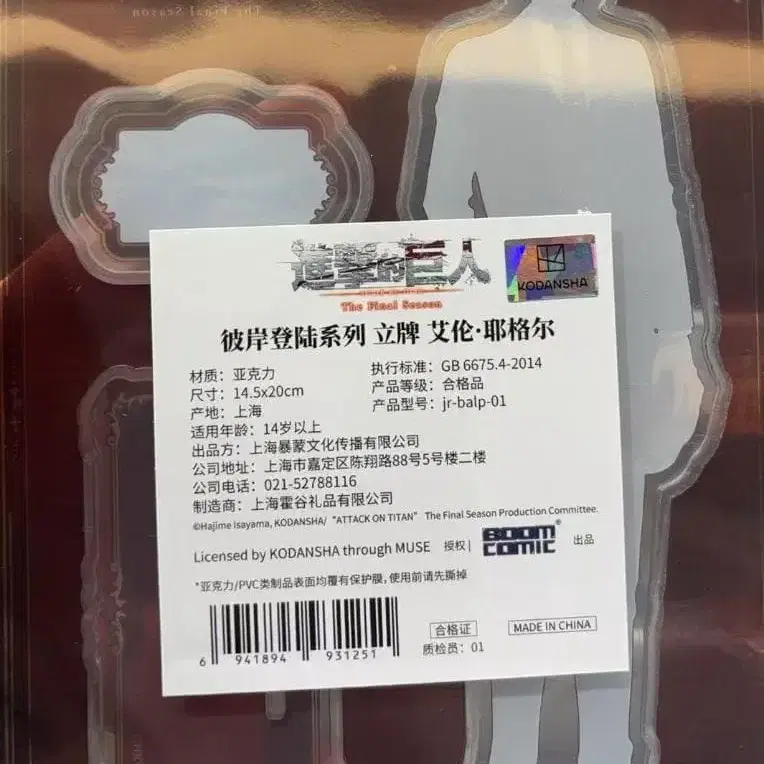 The Final Season
進撃的巨人
The Final Season
KODANSHA
彼岸登陆系列 立牌 艾伦·耶格尔
材质：亚克力
尺寸：14.5x20cm
产地：上海
适用年龄：14岁以上
执行标准：GB 6675.4-2014
产品等级：合格品
产品型号：jr-balp-01
出品方：上海暴蒙文化传播有限公司
公司地址：上海市嘉定区陈翔路88号5号楼二楼
公司电话：021-52788116
制造商：上海霍谷礼品有限公司
©Hajime Isayama, KODANSHA/ "ATTACK ON TITAN" The Final Season Production Committee.
Licensed by KODANSHA through MUSE 授权| BOOM COMIC® 出品
*亚克力/PVC类制品表面均覆有保护膜,使用前请先撕掉
6 941894 931251
合格证
质检员：01
MADE IN CHINA